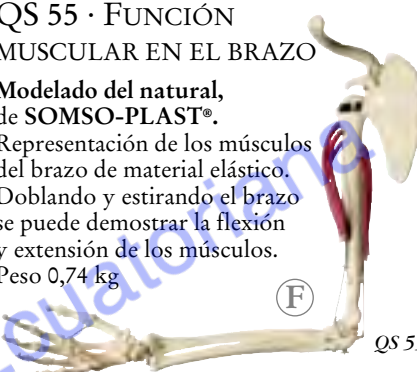 QS 55 · FUNCIÓN
MUSCULAR EN EL BRAZO
Modelado del natural,
de SOMSO-PLAST®.
Representación de los músculos
del brazo de material elástico.
Doblando y estirando el brazo
se puede demostrar la flexión
y extensión de los músculos.
Peso 0,74 kg
F
QS 5
cuatoriana